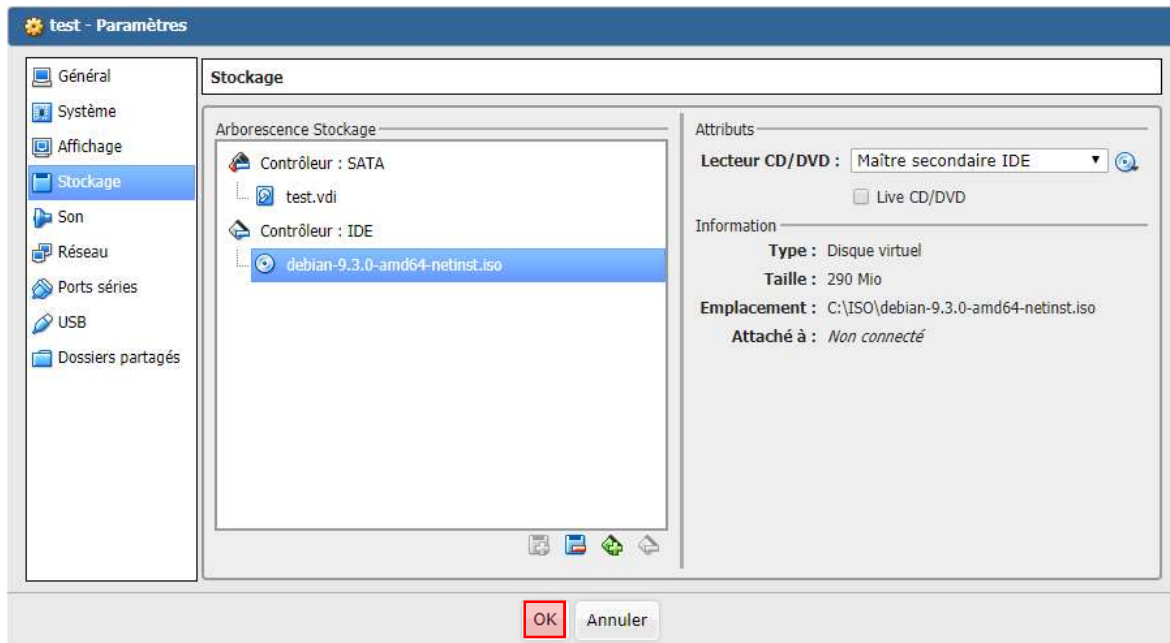 test - Paramètres
Général
Système
Affichage
Stockage
Son
Réseau
Ports séries
USB
Dossiers partagés
Stockage
Arborescence Stockage
Contrôleur : SATA
test.vdi
Contrôleur : IDE
debian-9.3.0-amd64-netinst.iso
Attributs
Lecteur CD/DVD : Maître secondaire IDE
Live CD/DVD
Information
Type : Disque virtuel
Taille : 290 Mio
Emplacement : C:\ISO\debian-9.3.0-amd64-netinst.iso
Attaché à : Non connecté
OK Annuler